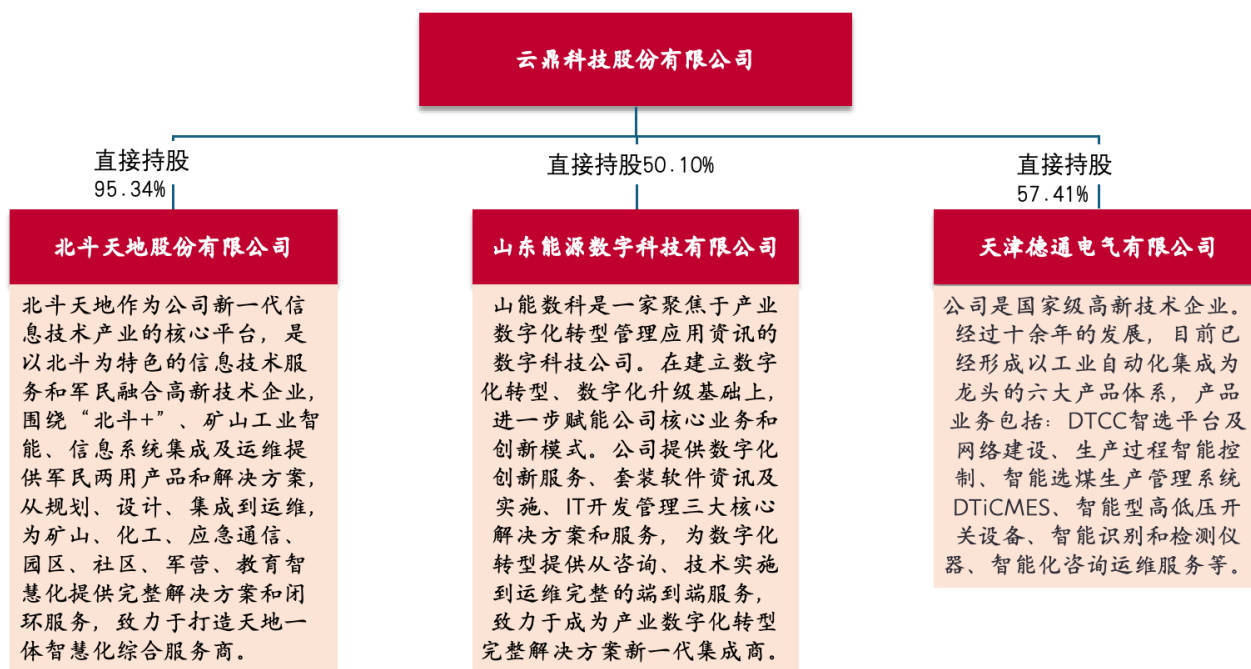 云鼎科技股份有限公司
直接持股
95.34%
直接持股50.10%
直接持股
57.41%
北斗天地股份有限公司
北斗天地作为公司新一代信
息技术产业的核心平台，是
以北斗为特色的信息技术服
务和军民融合高新技术企业，
围绕“北斗+”、矿山工业智
能、信息系统集成及运维提
供军民两用产品和解决方案，
从规划、设计、集成到运维，
为矿山、化工、应急通信、
园区、社区、军营、教育智
慧化提供完整解决方案和闭
环服务，致力于打造天地一
体智慧化综合服务商。
山东能源数字科技有限公司
山能数科是一家聚焦于产业
数字化转型管理应用资讯的
数字科技公司。在建立数字
化转型、数字化升级基础上，
进一步赋能公司核心业务和
创新模式。公司提供数字化
创新服务、套装软件资讯及
实施、IT开发管理三大核心
解决方案和服务，为数字化
转型提供从咨询、技术实施
到运维完整的端到端服务，
致力于成为产业数字化转型
完整解决方案新一代集成商。
天津德通电气有限公司
公司是国家级高新技术企业。
经过十余年的发展，目前已
经形成以工业自动化集成为
龙头的六大产品体系，产品
业务包括：DTCC智选平台及
网络建设、生产过程智能控
制、智能选煤生产管理系统
DTiCMES、智能型高低压开
关设备、智能识别和检测仪
器、智能化咨询运维服务等。